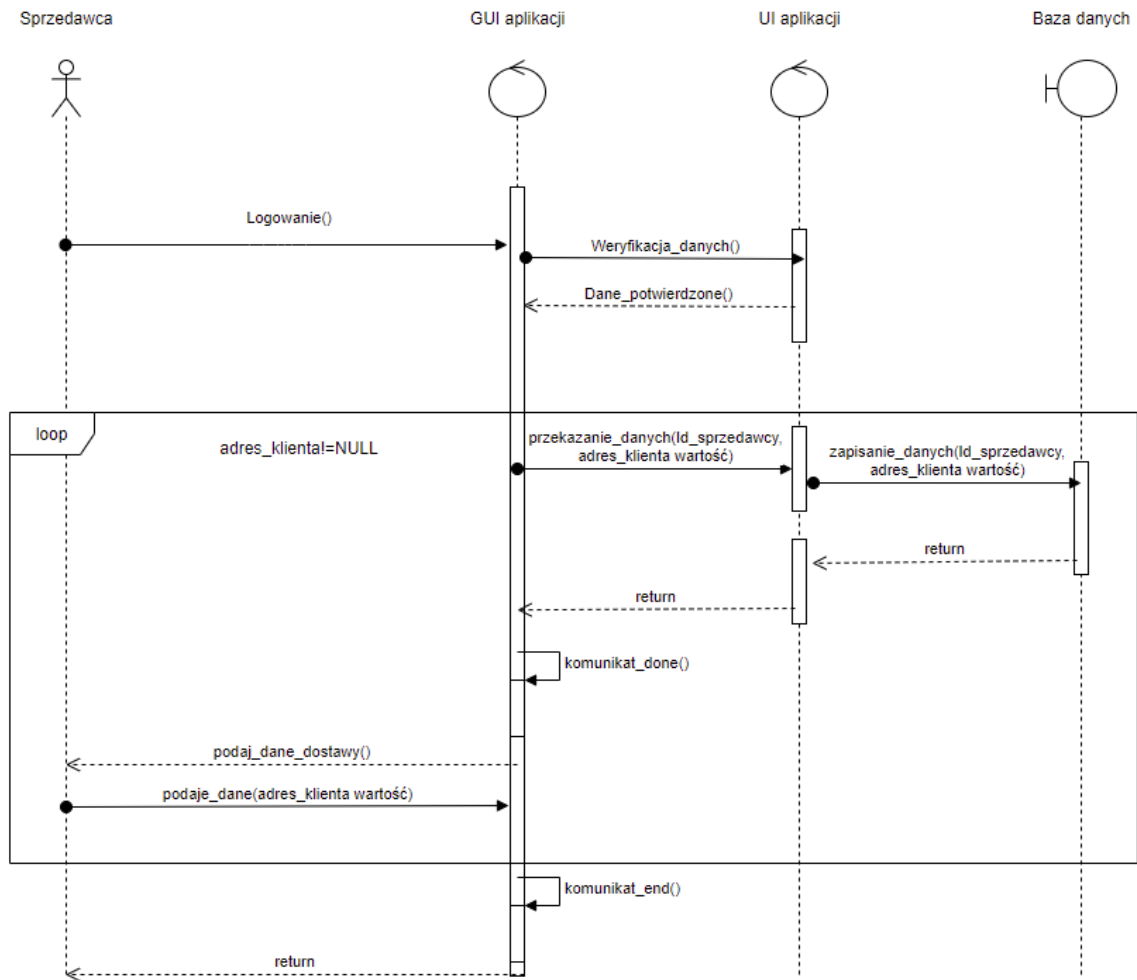 Sprzedawca
GUI aplikacji
UI aplikacji
Baza danych
Logowanie()
Weryfikacja_danych()
Dane_potwierdzone()
loop
adres_klienta!=NULL
przekazanie_danych(Id_sprzedawcy,
adres_klienta wartość)
zapisanie_danych(Id_sprzedawcy,
adres_klienta wartość)
return
return
komunikat_done()
podaj_dane_dostawy()
podaje_dane(adres_klienta wartość)
komunikat_end()
return